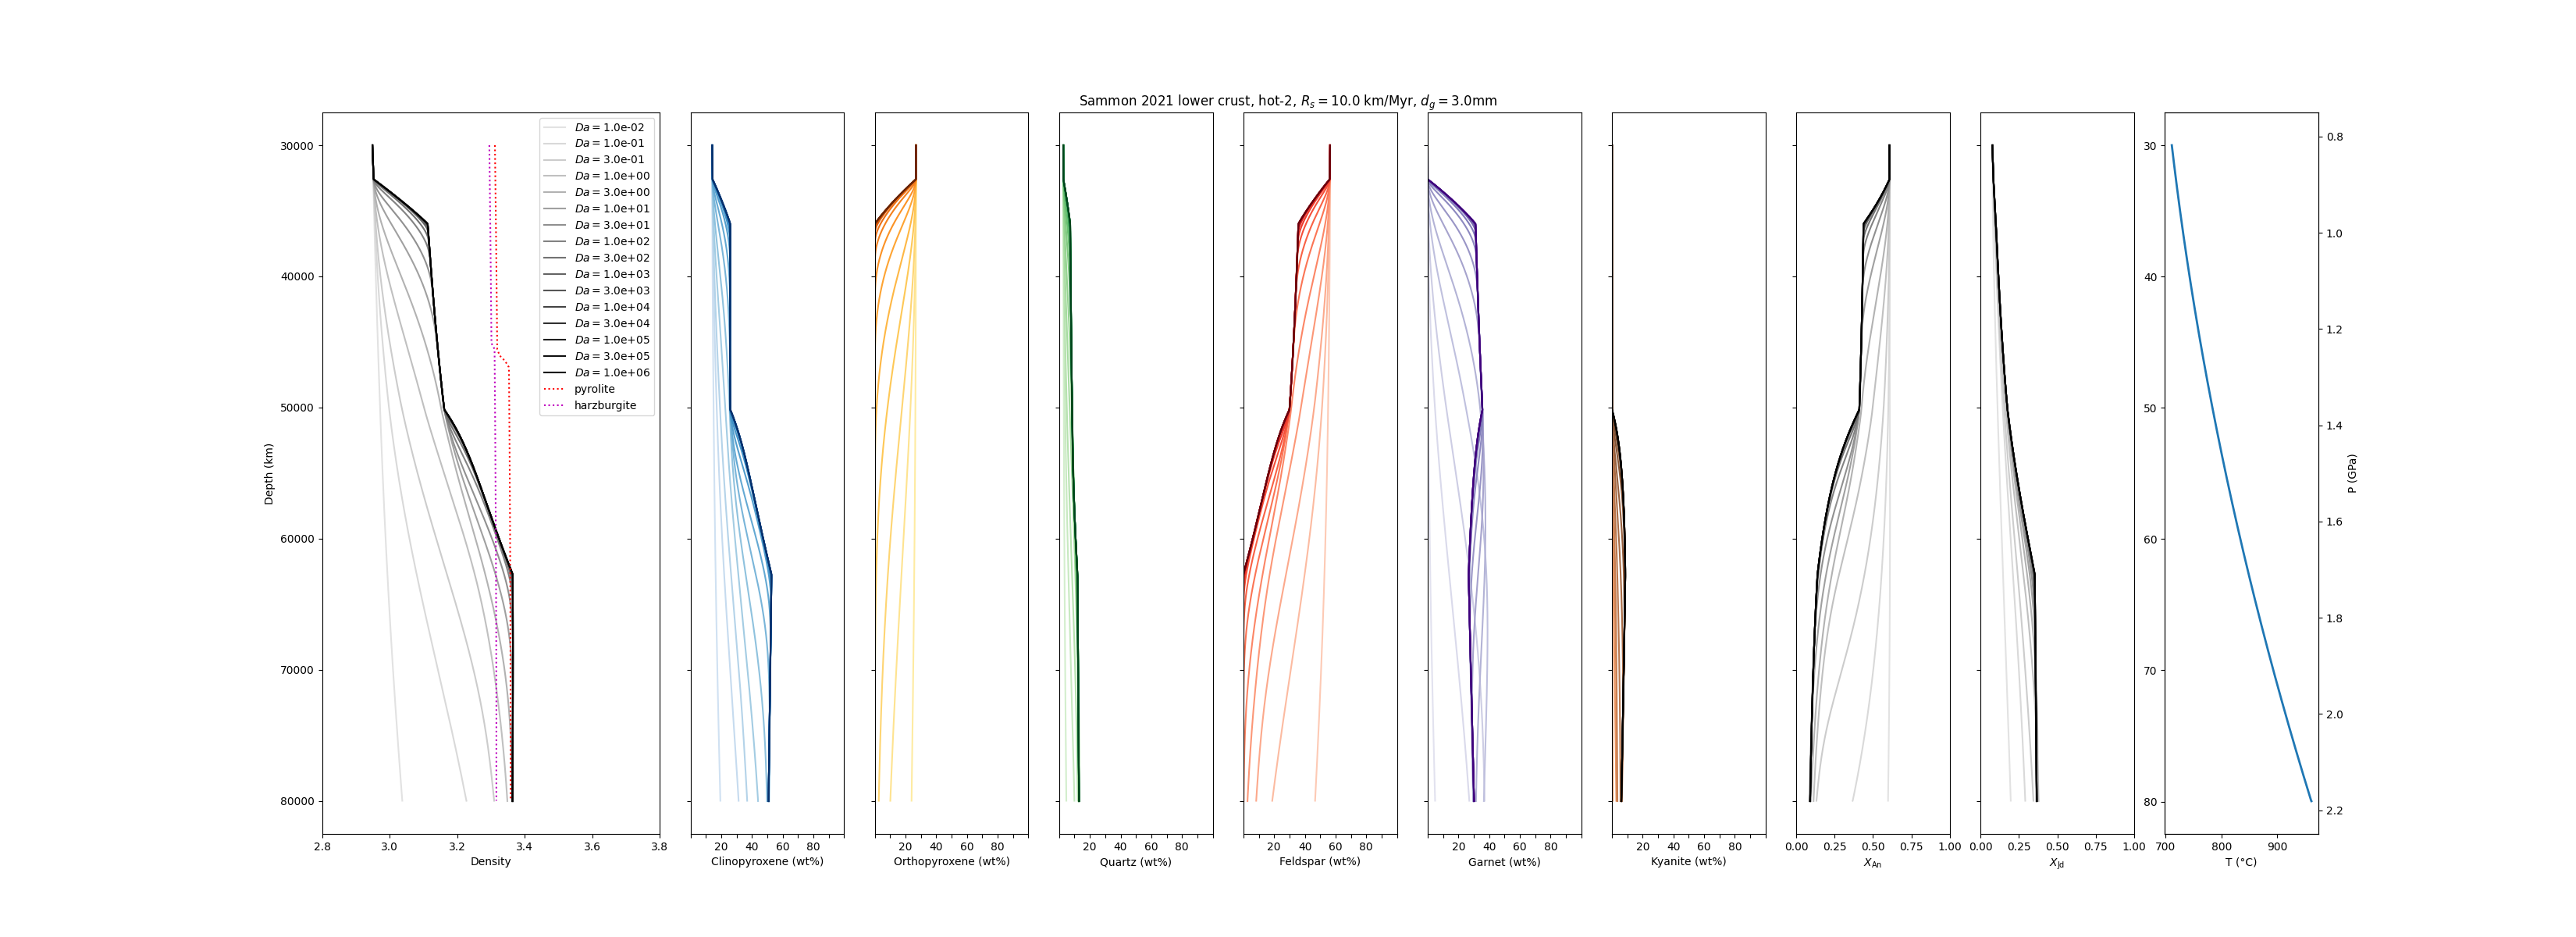 Sammon 2021 lower crust, hot-2, Rs = 10.0 km/Myr, dg = 3.0mm
Da = 1.0e-02
Da = 1.0e-01
Da = 3.0e-01
Da = 1.0e+00
Da = 3.0e+00
Da = 1.0e+01
Da = 3.0e+01
Da = 1.0e+02
Da = 3.0e+02
Da = 1.0e+03
Da = 3.0e+03
Da = 1.0e+04
Da = 3.0e+04
Da = 1.0e+05
Da = 3.0e+05
Da = 1.0e+06
pyrolite
harzburgite
Depth (km)
30000
40000
50000
60000
70000
80000
2.8 3.0 3.2 3.4 3.6 3.8
Density
20 40 60 80
Clinopyroxene (wt%)
20 40 60 80
Orthopyroxene (wt%)
20 40 60 80
Quartz (wt%)
20 40 60 80
Feldspar (wt%)
20 40 60 80
Garnet (wt%)
20 40 60 80
Kyanite (wt%)
0.00 0.25 0.50 0.75 1.00
XAn
0.00 0.25 0.50 0.75 1.00
XJd
30
40
50
60
70
80
700 800 900
T (°C)
0.8
1.0
1.2
1.4
1.6
1.8
2.0
2.2
P (GPa)